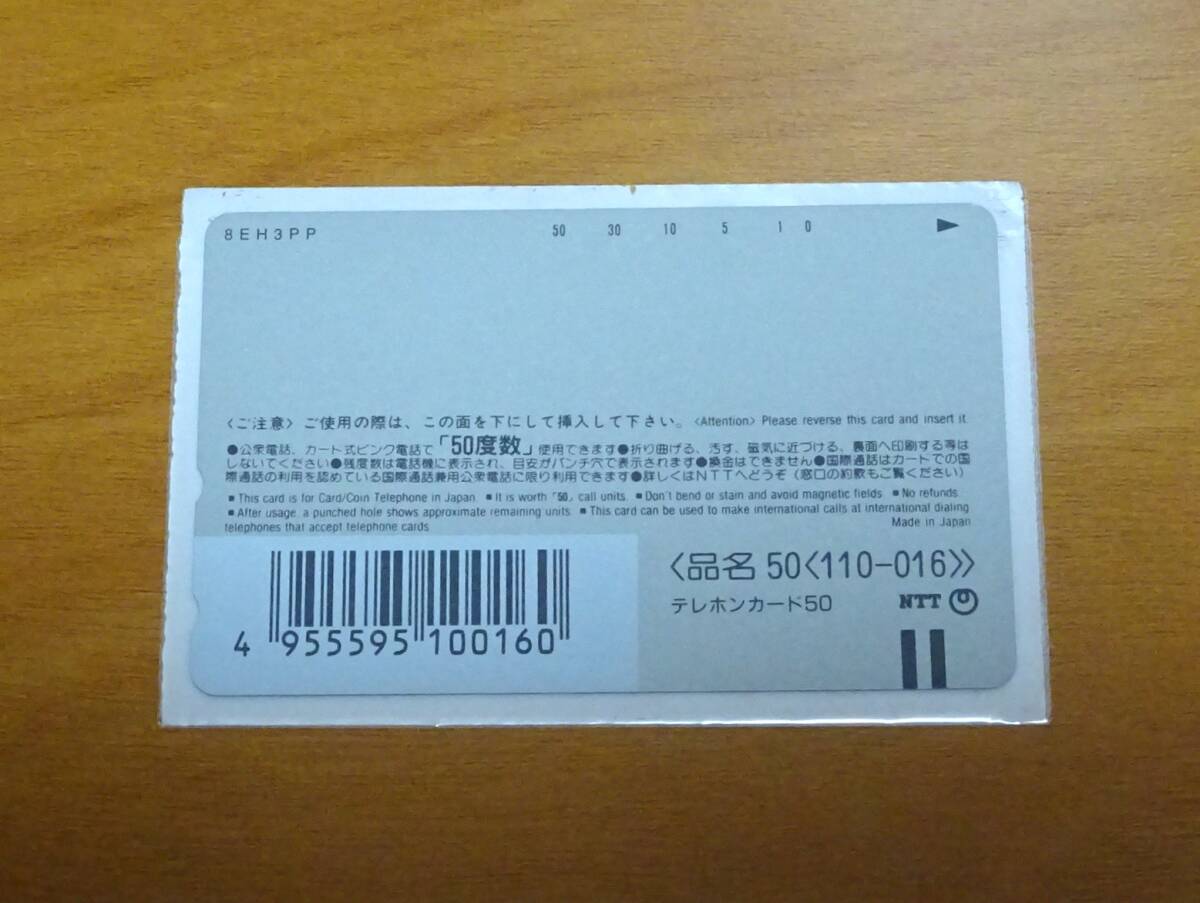 8EH3PP 50 30 10 5 1 0 ▶
〈ご注意〉ご使用の際は、この面を下にして挿入して下さい。〈Attention〉Please reverse this card and insert it.
●公衆電話、カード式ピンク電話で「50度数」使用できます●折り曲げる、汚す、磁気に近づける、裏面へ印刷する等は
しないでください●残度数は電話機に表示され、目安がパンチ穴で表示されます●換金はできません●国際通話はカードでの国
際通話の利用を認めている国際通話兼用公衆電話に限り利用できます●詳しくはNTTへどうぞ(窓口の約款もご覧ください)
■This card is for Card/Coin Telephone in Japan. ■It is worth「50」call units. ■Don't bend or stain and avoid magnetic fields. ■No refunds.
■After usage, a punched hole shows approximate remaining units. ■This card can be used to make international calls at international dialing
telephones that accept telephone cards. Made in Japan
〈品名 50〈110-016〉〉
テレホンカード50 NTT
4 955595 100160